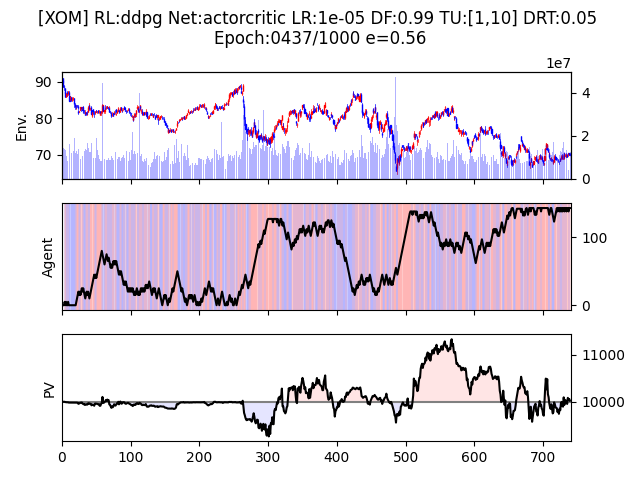 [XOM] RL:ddpg Net:actorcritic LR:1e-05 DF:0.99 TU:[1,10] DRT:0.05
Epoch:0437/1000 e=0.56
1e7
90
80
70
Env.
4
2
0
Agent
100
0
PV
11000
10000
0 100 200 300 400 500 600 700